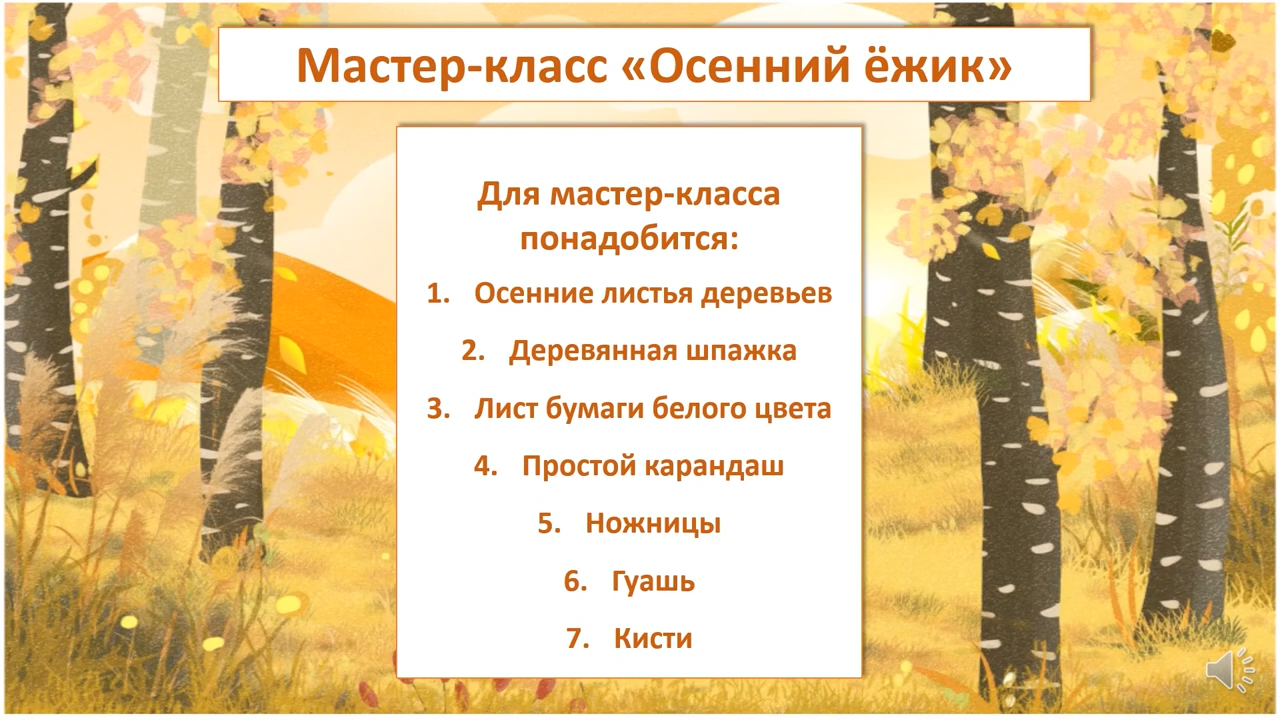 Мастер-класс «Осенний ёжик»
Для мастер-класса
понадобится:
1. Осенние листья деревьев
2. Деревянная шпажка
3. Лист бумаги белого цвета
4. Простой карандаш
5. Ножницы
6. Гуашь
7. Кисти